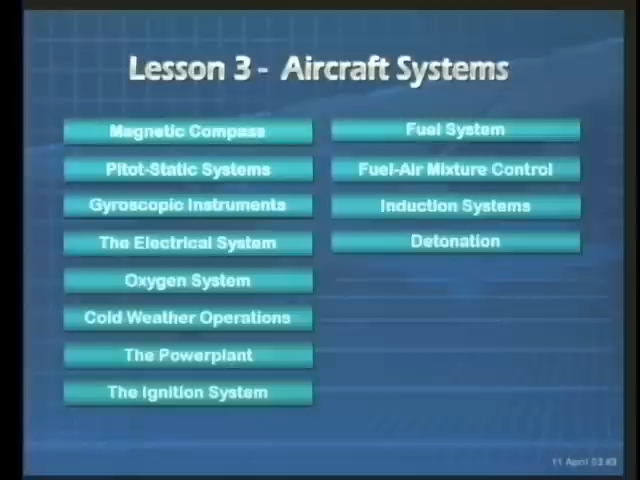 Lesson 3 - Aircraft Systems
Magnetic Compass
Pitot-Static Systems
Gyroscopic Instruments
The Electrical System
Oxygen System
Cold Weather Operations
The Powerplant
The Ignition System
Fuel System
Fuel-Air Mixture Control
Induction Systems
Detonation
11 April